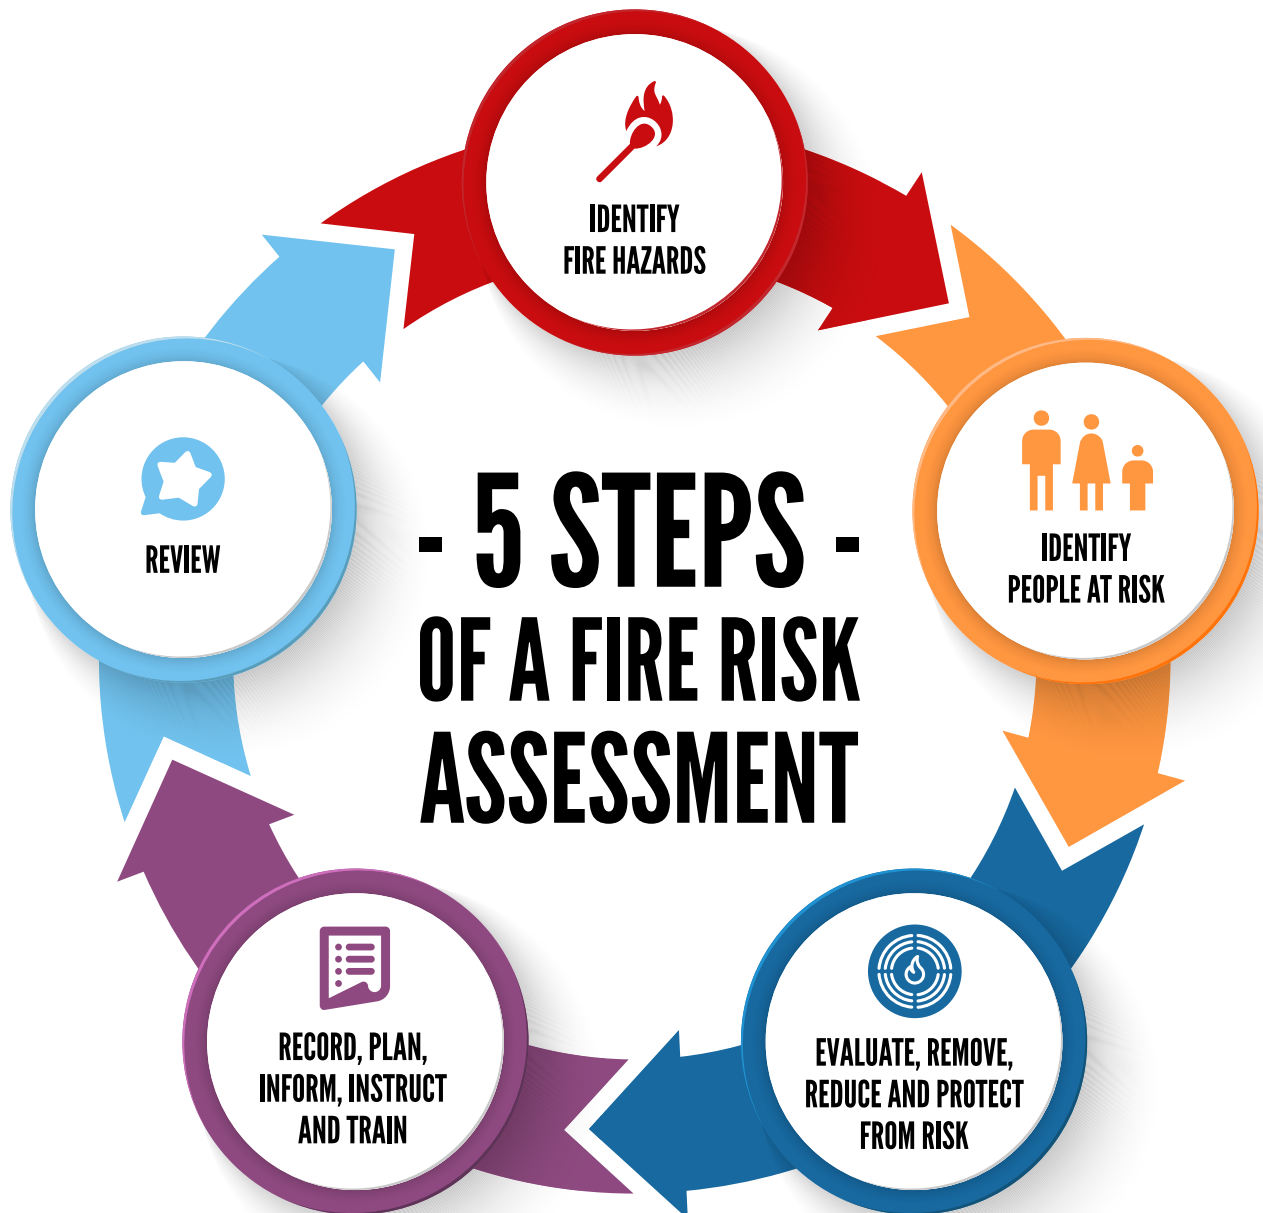 IDENTIFY
FIRE HAZARDS
IDENTIFY
PEOPLE AT RISK
EVALUATE, REMOVE,
REDUCE AND PROTECT
FROM RISK
RECORD, PLAN,
INFORM, INSTRUCT
AND TRAIN
REVIEW
- 5 STEPS -
OF A FIRE RISK
ASSESSMENT